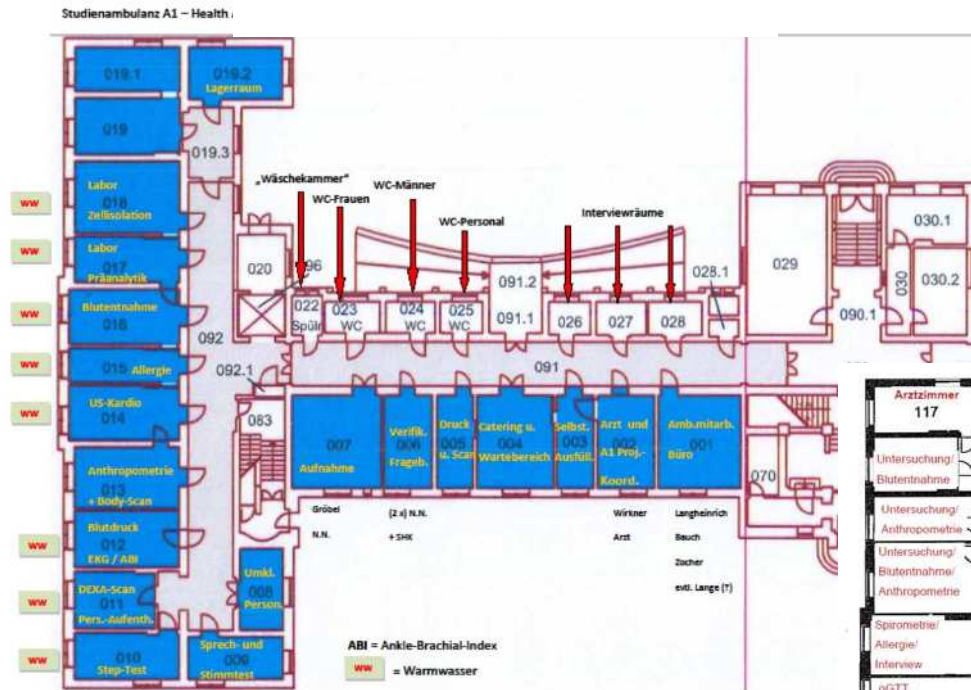 Studienambulanz A1 – Health
019.1
019.2
Lagerraum
019
019.3
Labor
018
Zellisolation
ww
Labor
017
Präanalytik
ww
Blutentnahme
016
ww
015 Allergie
ww
US-Kardio
014
ww
Anthropometrie
013
+ Body-Scan
Blutdruck
012
EKG / ABI
ww
DEXA-Scan
011
Pers.-Aufenth.
ww
010
Step-Test
ww
Sprech- und
009
Stimmtest
Umkl.
008
Person.
092
092.1
083
020
096
„Wäschekammer"
WC-Frauen
WC-Männer
WC-Personal
Interviewräume
022
Spülr
023
WC
024
WC
025
WC
091.2
091.1
026
027
028
028.1
029
090.1
030
030.1
030.2
091
007
Aufnahme
Verifik.
006
Frageb.
Druck
005
u. Scan
Catering u.
004
Wartebereich
Selbst.
003
Ausfüll.
Arzt und
002
A1 Proj.-
Koord.
Amb.mitarb.
001
Büro
070
Gröbel
N.N.
(2 x) N.N.
+ SHK
Wirkner
Arzt
Langheinrich
Bauch
Zocher
evtl. Lange (?)
ABI = Ankle-Brachial-Index
ww = Warmwasser
Arztzimmer
117
Untersuchung/
Blutentnahme
Untersuchung/
Anthropometrie
Untersuchung/
Blutentnahme/
Anthropometrie
Spirometrie/
Allergie/
Interview
oGTT